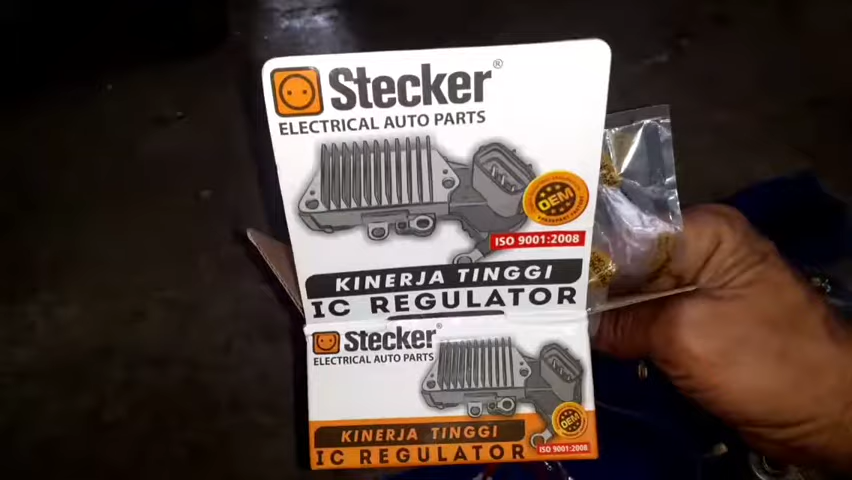 Stecker®
ELECTRICAL AUTO PARTS
OEM
ISO 9001:2008
KINERJA TINGGI
IC REGULATOR
Stecker®
ELECTRICAL AUTO PARTS
OEM
KINERJA TINGGI
ISO 9001:2008
IC REGULATOR